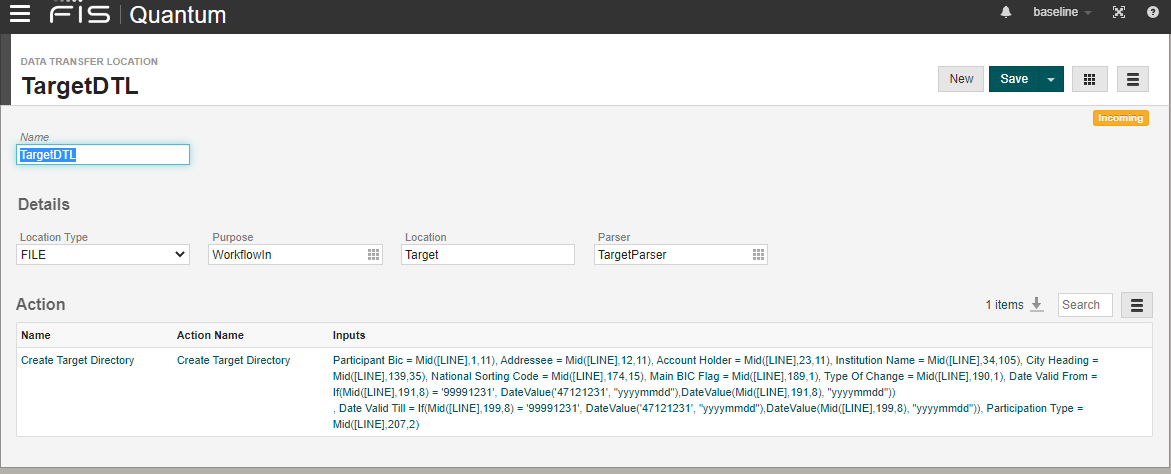 FIS Quantum
baseline
DATA TRANSFER LOCATION
TargetDTL
New
Save
Incoming
Name
TargetDTL
Details
Location Type
Purpose
Location
Parser
FILE
WorkflowIn
Target
TargetParser
Action
1 items
Search
Name Action Name Inputs
Create Target Directory Create Target Directory Participant Bic = Mid([LINE],1,11), Addressee = Mid([LINE],12,11), Account Holder = Mid([LINE],23,11), Institution Name = Mid([LINE],34,105), City Heading =
Mid([LINE],139,35), National Sorting Code = Mid([LINE],174,15), Main BIC Flag = Mid([LINE],189,1), Type Of Change = Mid([LINE],190,1), Date Valid From =
If(Mid([LINE],191,8) = '99991231', DateValue('47121231', "yyyymmdd"),DateValue(Mid([LINE],191,8), "yyyymmdd"))
, Date Valid Till = If(Mid([LINE],199,8) = '99991231', DateValue('47121231', "yyyymmdd"),DateValue(Mid([LINE],199,8), "yyyymmdd")), Participation Type =
Mid([LINE],207,2)